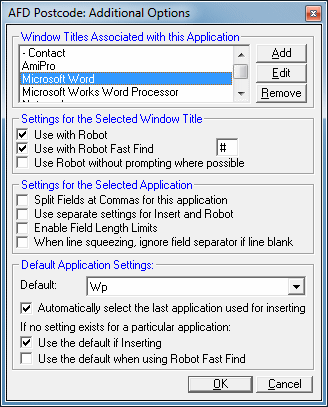 AFD Postcode: Additional Options
Window Titles Associated with this Application
- Contact
AmiPro
Microsoft Word
Microsoft Works Word Processor
Add
Edit
Remove
Settings for the Selected Window Title
Use with Robot
Use with Robot Fast Find #
Use Robot without prompting where possible
Settings for the Selected Application
Split Fields at Commas for this application
Use separate settings for Insert and Robot
Enable Field Length Limits
When line squeezing, ignore field separator if line blank
Default Application Settings:
Default: Wp
Automatically select the last application used for inserting
If no setting exists for a particular application:
Use the default if Inserting
Use the default when using Robot Fast Find
OK Cancel